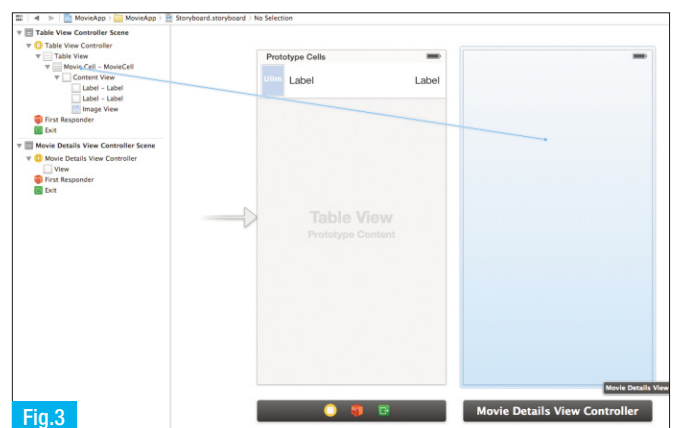 MovieApp
MovieApp
Storyboard.storyboard
No Selection
Table View Controller Scene
Table View Controller
Table View
Movie Cell – MovieCell
Content View
Label – Label
Label – Label
Image View
First Responder
Exit
Movie Details View Controller Scene
Movie Details View Controller
View
First Responder
Exit
Prototype Cells
Label
Label
Table View
Prototype Content
Movie Details View
Movie Details View Controller
Fig.3